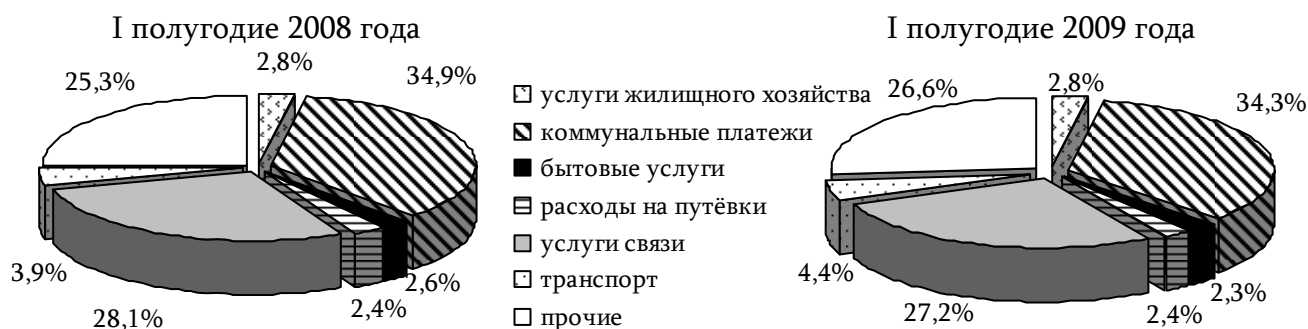 I полугодие 2008 года
2,8%
34,9%
25,3%
3,9%
28,1%
2,4%
2,6%
услуги жилищного хозяйства
коммунальные платежи
бытовые услуги
расходы на путёвки
услуги связи
транспорт
прочие
I полугодие 2009 года
2,8%
26,6%
34,3%
4,4%
27,2%
2,4%
2,3%